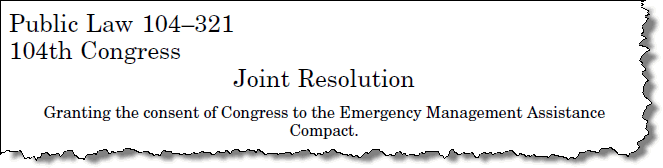 Public Law 104–321
104th Congress
Joint Resolution
Granting the consent of Congress to the Emergency Management Assistance
Compact.